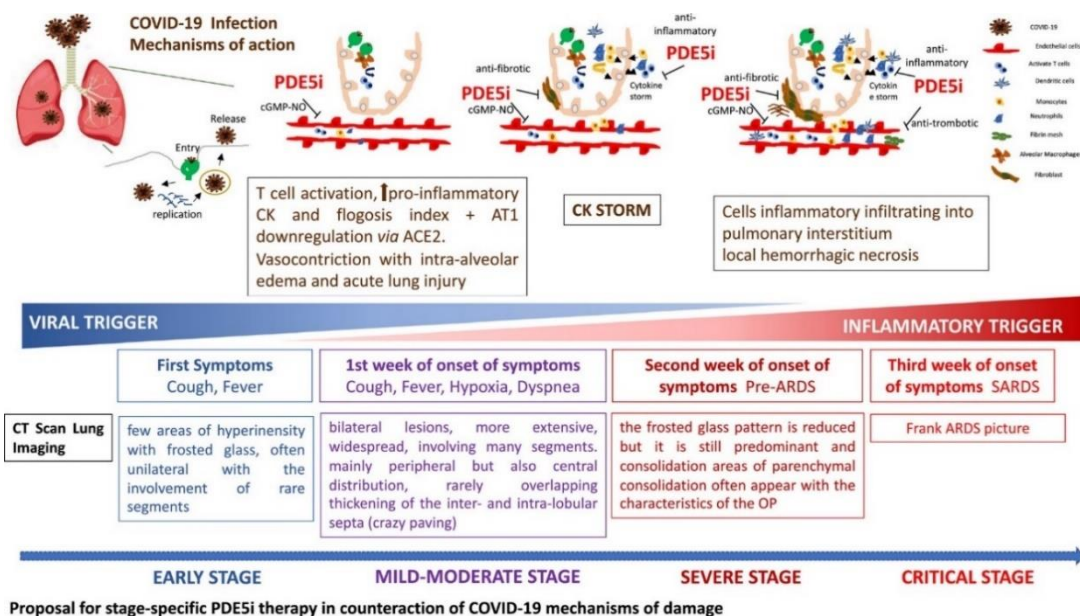 COVID-19 Infection
Mechanisms of action
Release
Entry
replication
PDE5i
cGMP-NO
anti-
inflammatory
PDE5i
anti-fibrotic
PDE5i
cGMP-NO
Cytokine
storm
anti-
inflammatory
PDE5i
anti-fibrotic
PDE5i
cGMP-NO
Cytokin
e storm
anti-trombotic
COVID-19
Endothelial cells
Activate T cells
Dendritic cells
Monocytes
Neutrophils
Fibrin mesh
Alveolar Macrophages
Fibroblast
T cell activation, pro-inflammatory
CK and flogosis index + AT1
downregulation via ACE2.
Vasocontriction with intra-alveolar
edema and acute lung injury
CK STORM
Cells inflammatory infiltrating into
pulmonary interstitium
local hemorrhagic necrosis
VIRAL TRIGGER
INFLAMMATORY TRIGGER
First Symptoms
Cough, Fever
1st week of onset of symptoms
Cough, Fever, Hypoxia, Dyspnea
Second week of onset of
symptoms Pre-ARDS
Third week of onset
of symptoms SARDS
CT Scan Lung
Imaging
few areas of hyperinensity
with frosted glass, often
unilateral with the
involvement of rare
segments
bilateral lesions, more extensive,
widespread, involving many segments.
mainly peripheral but also central
distribution, rarely overlapping
thickening of the inter- and intra-lobular
septa (crazy paving)
the frosted glass pattern is reduced
but it is still predominant and
consolidation areas of parenchymal
consolidation often appear with the
characteristics of the OP
Frank ARDS picture
EARLY STAGE
MILD-MODERATE STAGE
SEVERE STAGE
CRITICAL STAGE
Proposal for stage-specific PDE5i therapy in counteraction of COVID-19 mechanisms of damage